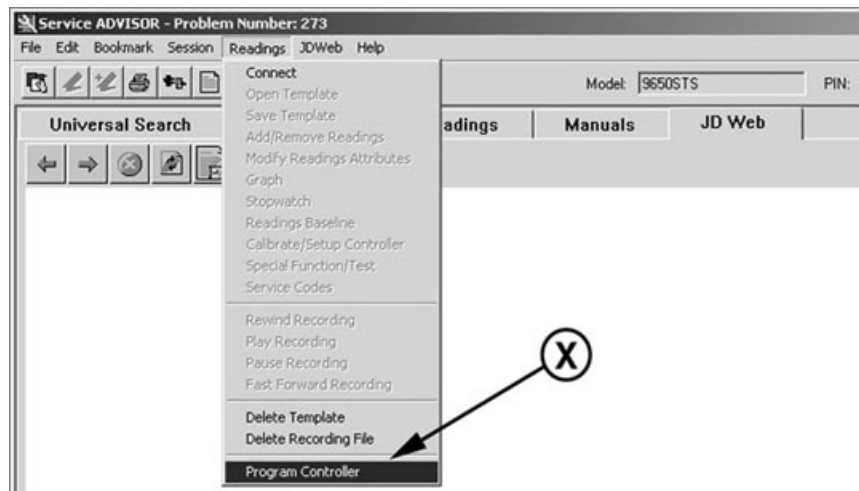 Service ADVISOR - Problem Number: 273
File Edit Bookmark Session Readings JDWeb Help
Model: 9650STS PIN:
Universal Search adings Manuals JD Web
Connect
Open Template
Save Template
Add/Remove Readings
Modify Readings Attributes
Graph
Stopwatch
Readings Baseline
Calibrate/Setup Controller
Special Function/Test
Service Codes
Rewind Recording
Play Recording
Pause Recording
Fast Forward Recording
Delete Template
Delete Recording File
Program Controller
X